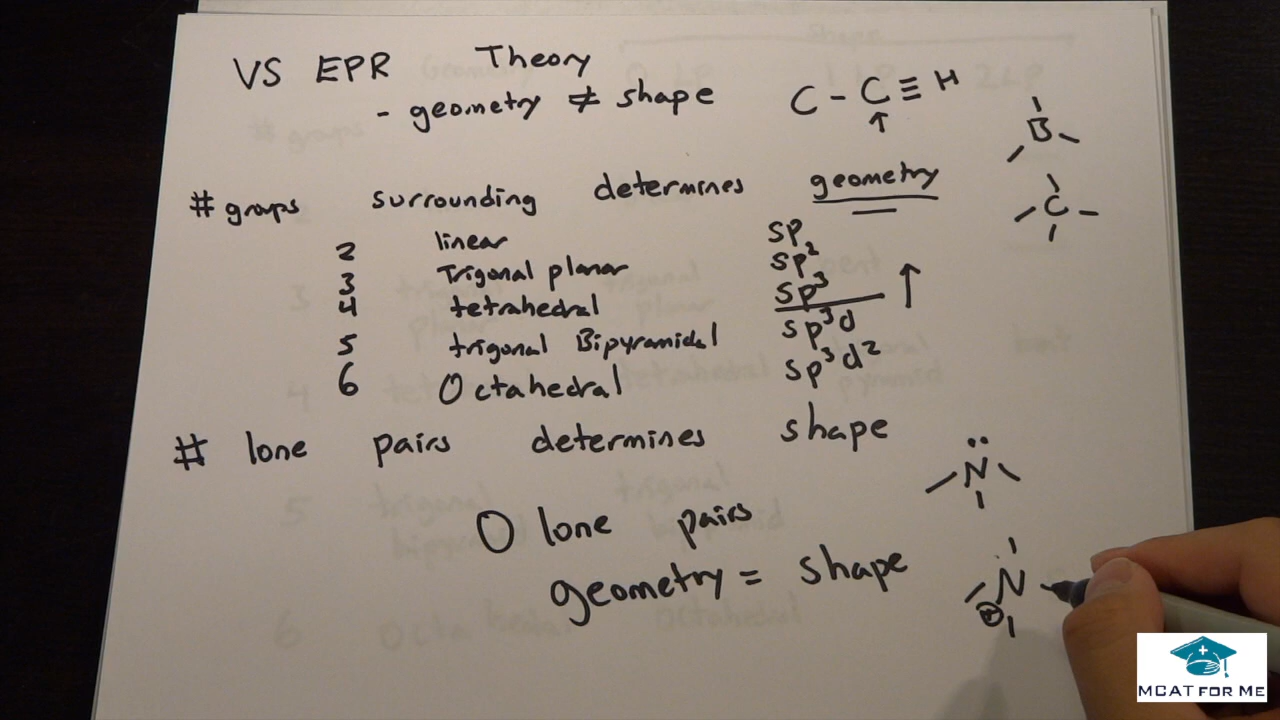 VS EPR Theory
- geometry ≠ shape
C - C ≡ H
↑
B
C
# groups surrounding determines geometry
2 linear sp
3 Trigonal planar sp²
4 tetrahedral sp³
5 trigonal Bipyramidal sp³d
6 Octahedral sp³d²
↑
# lone pairs determines shape
N
0 lone pairs
geometry = shape
N
+
MCAT FOR ME